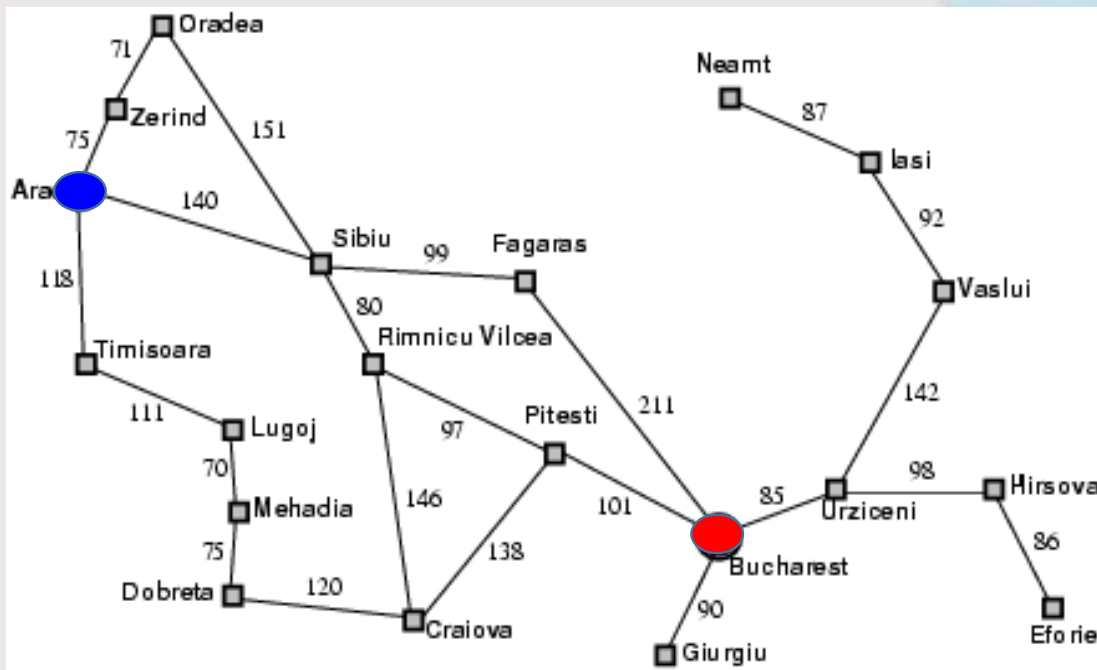 Oradea
71
Neamt
87
Zerind
151
75
Iasi
Ara
140
92
Sibiu
Fagaras
99
118
Vaslui
80
Timisoara
Rimnicu Vilcea
142
111
211
Pitesti
Lugoj
97
70
98
Hirsova
146
101
85
Mehadia
Urziceni
86
75
138
Bucharest
Dobreta
120
90
Craiova
Eforie
Giurgiu